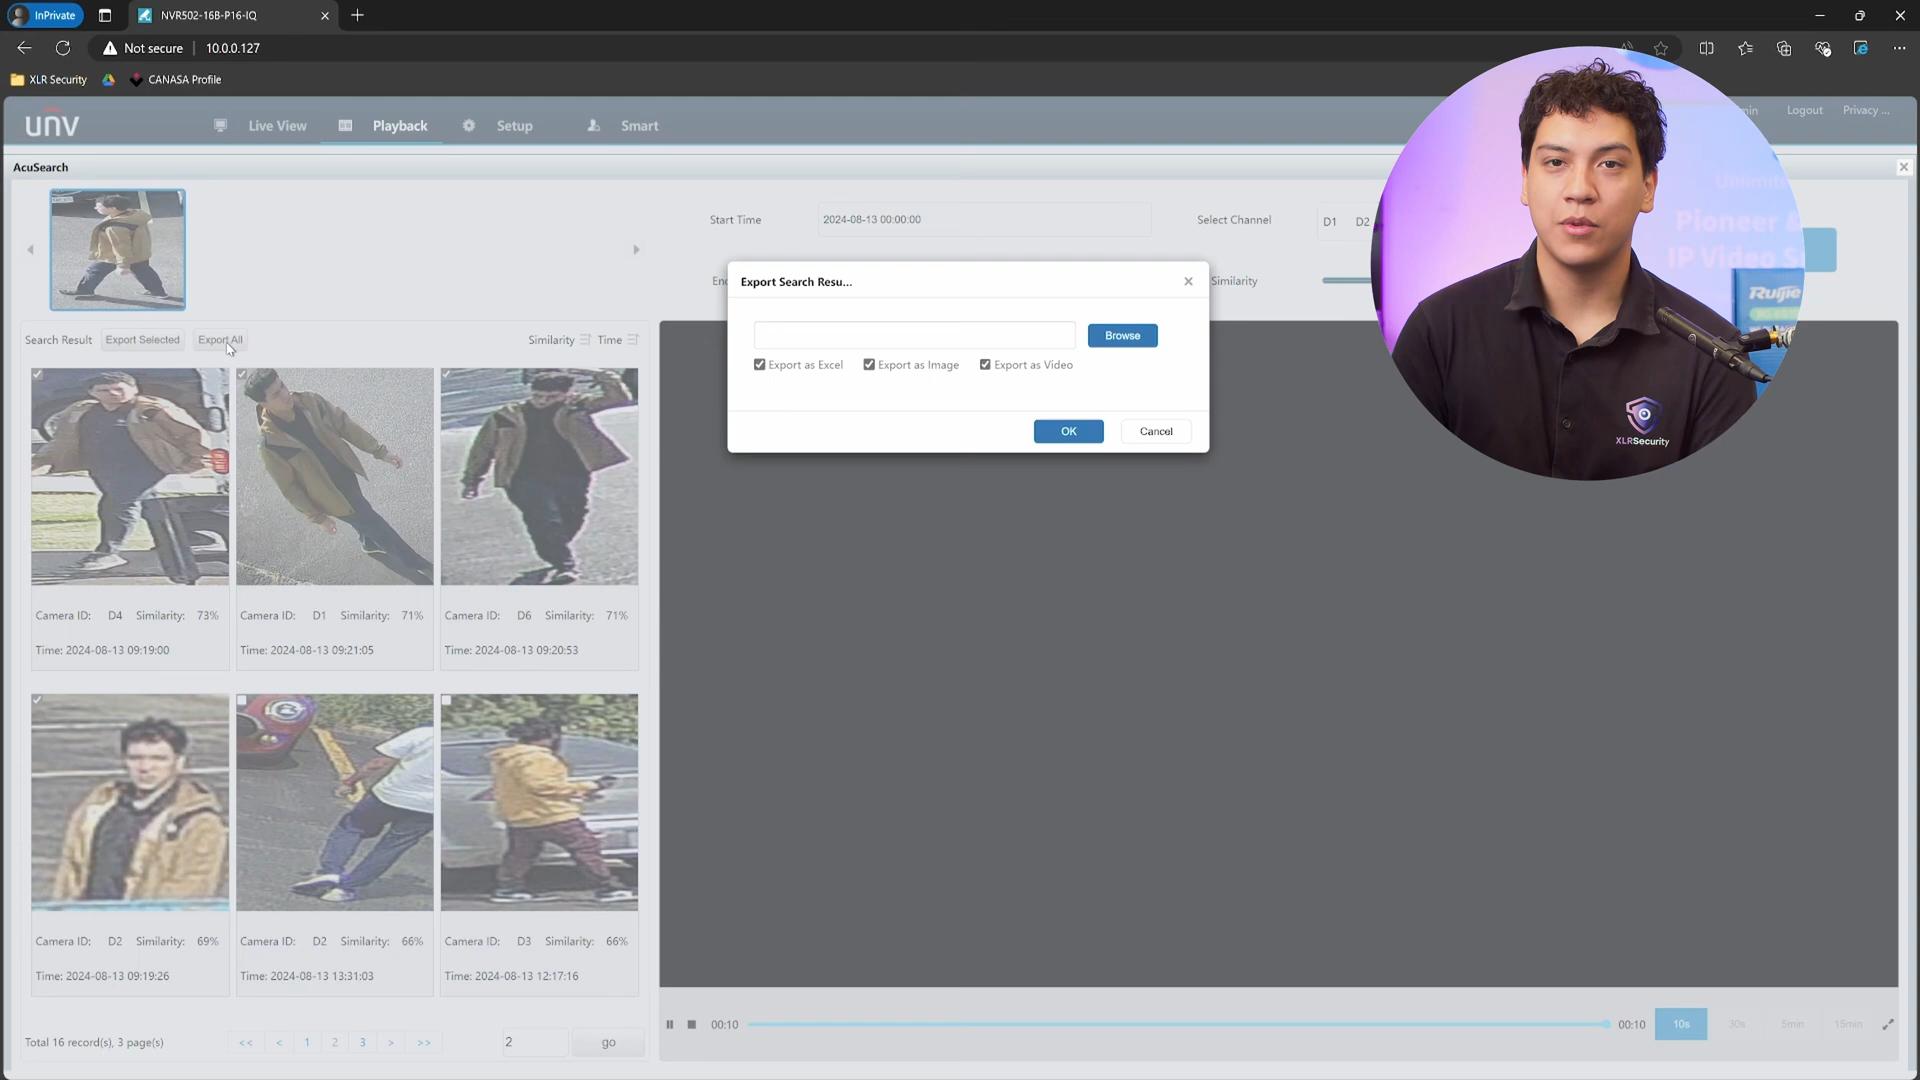 InPrivate
NVR502-16B-P16-IQ
Not secure
10.0.0.127
XLR Security
CANASA Profile
unv
Live View
Playback
Setup
Smart
Logout
Privacy ...
AcuSearch
Start Time
2024-08-13 00:00:00
Select Channel
D1 D2
Similarity
Pioneer &
IP Video S
Ruijie
XLRSecurity
Export Search Resu...
Browse
Export as Excel
Export as Image
Export as Video
OK
Cancel
Search Result
Export Selected
Export All
Similarity
Time
Camera ID: D4 Similarity: 73%
Time: 2024-08-13 09:19:00
Camera ID: D1 Similarity: 71%
Time: 2024-08-13 09:21:05
Camera ID: D6 Similarity: 71%
Time: 2024-08-13 09:20:53
Camera ID: D2 Similarity: 69%
Time: 2024-08-13 09:19:26
Camera ID: D2 Similarity: 66%
Time: 2024-08-13 13:31:03
Camera ID: D3 Similarity: 66%
Time: 2024-08-13 12:17:16
Total 16 record(s), 3 page(s)
<< < 1 2 3 > >>
2
go
00:10
00:10
10s
30s
5min
15min